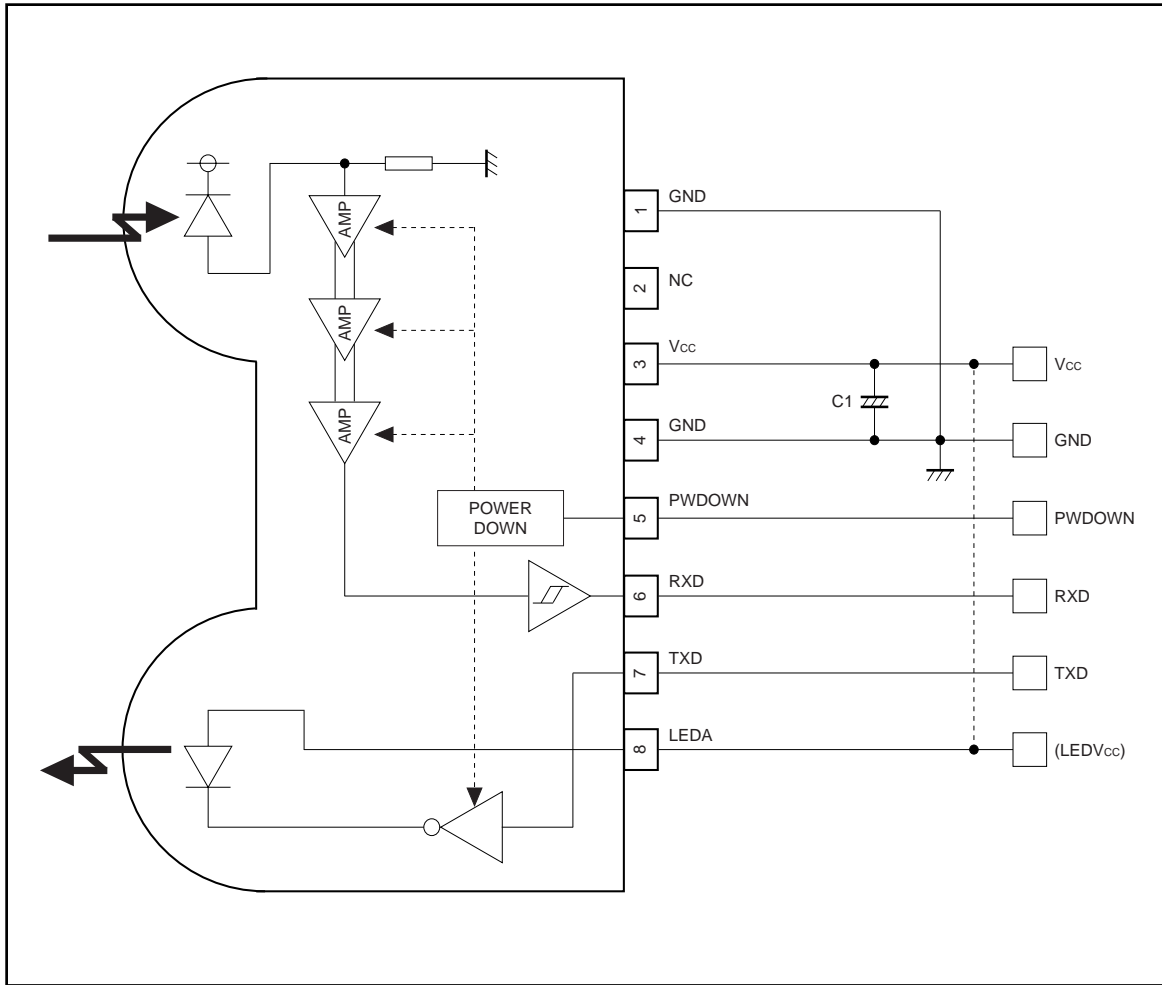 AMP
AMP
AMP
POWER
DOWN
1 GND
2 NC
3 Vcc
4 GND
5 PWDOWN
6 RXD
7 TXD
8 LEDA
C1
Vcc
GND
PWDOWN
RXD
TXD
(LEDVcc)